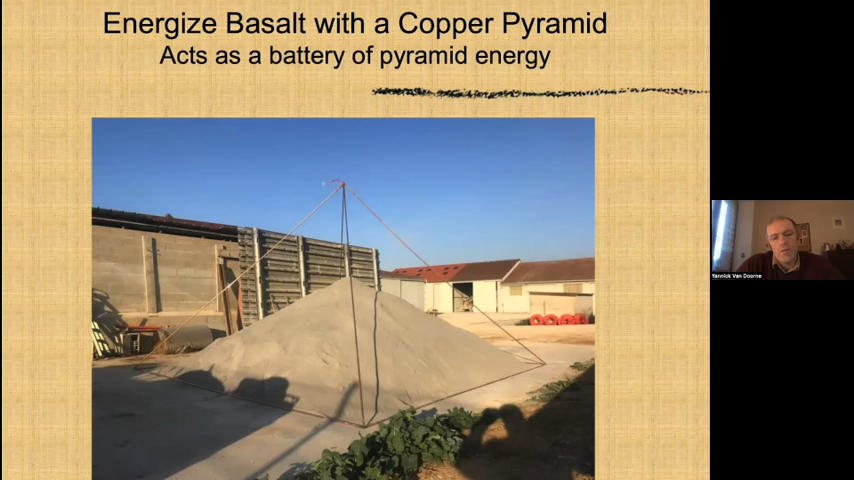 Energize Basalt with a Copper Pyramid
Acts as a battery of pyramid energy
Yannick Van Doorne